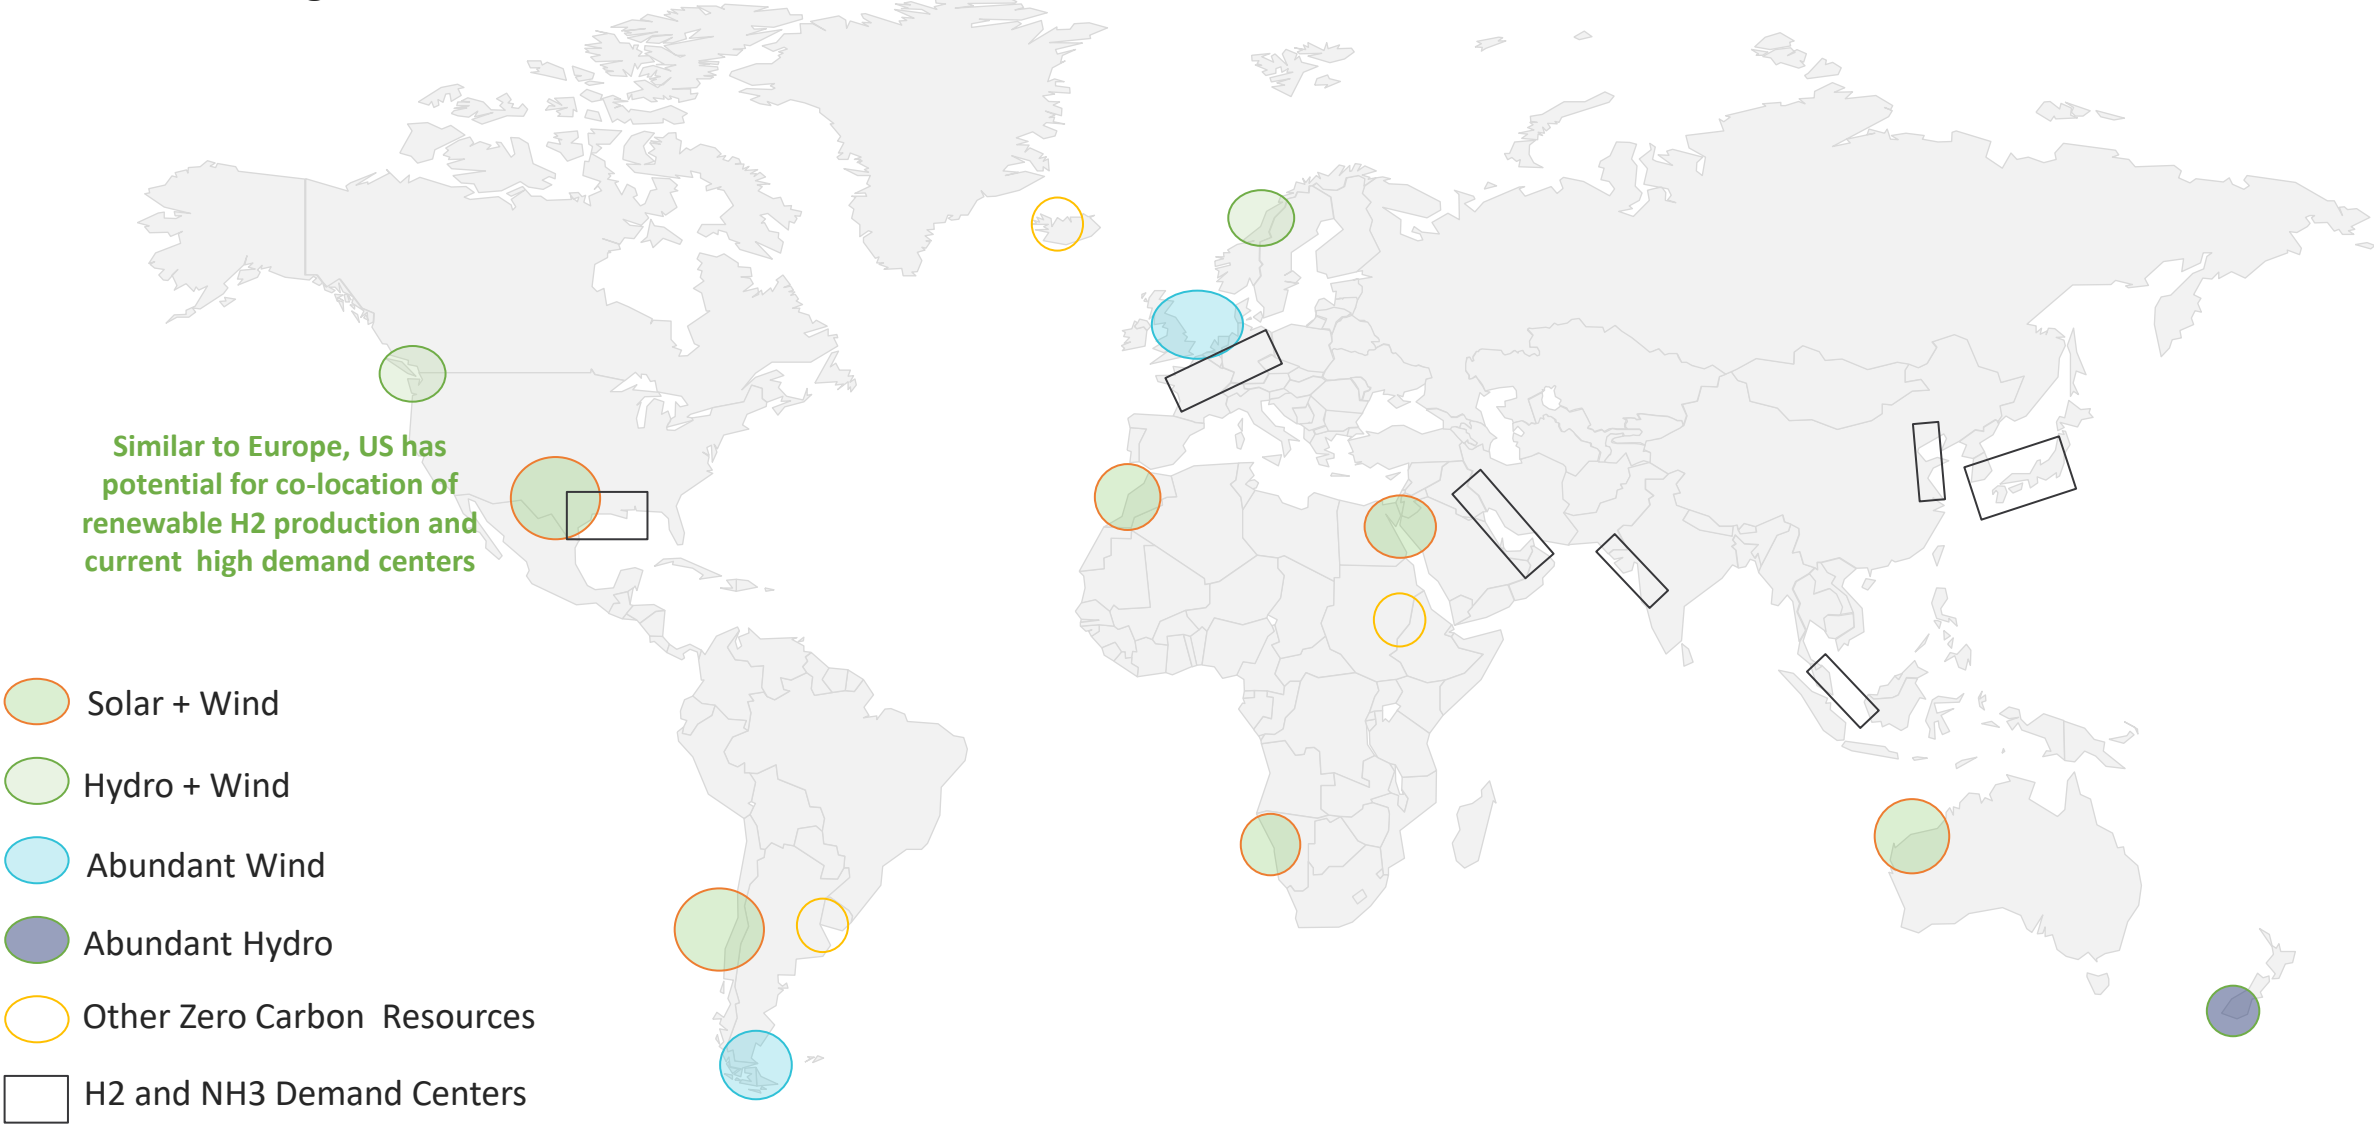 Similar to Europe, US has
potential for co-location of
renewable H2 production and
current high demand centers
Solar + Wind
Hydro + Wind
Abundant Wind
Abundant Hydro
Other Zero Carbon Resources
H2 and NH3 Demand Centers